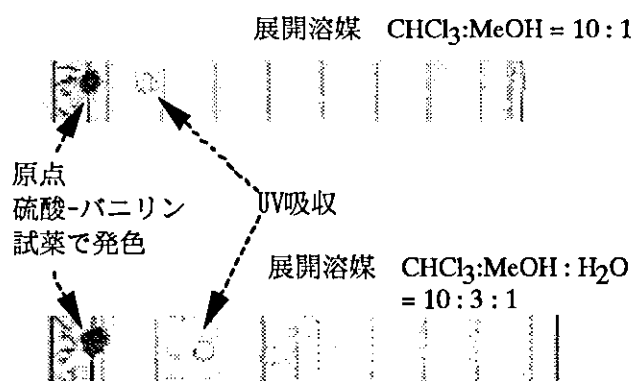 展開溶媒　CHCl₃:MeOH = 10 : 1
原点
硫酸-バニリン
試薬で発色
UV吸収
展開溶媒　CHCl₃:MeOH : H₂O
= 10 : 3 : 1